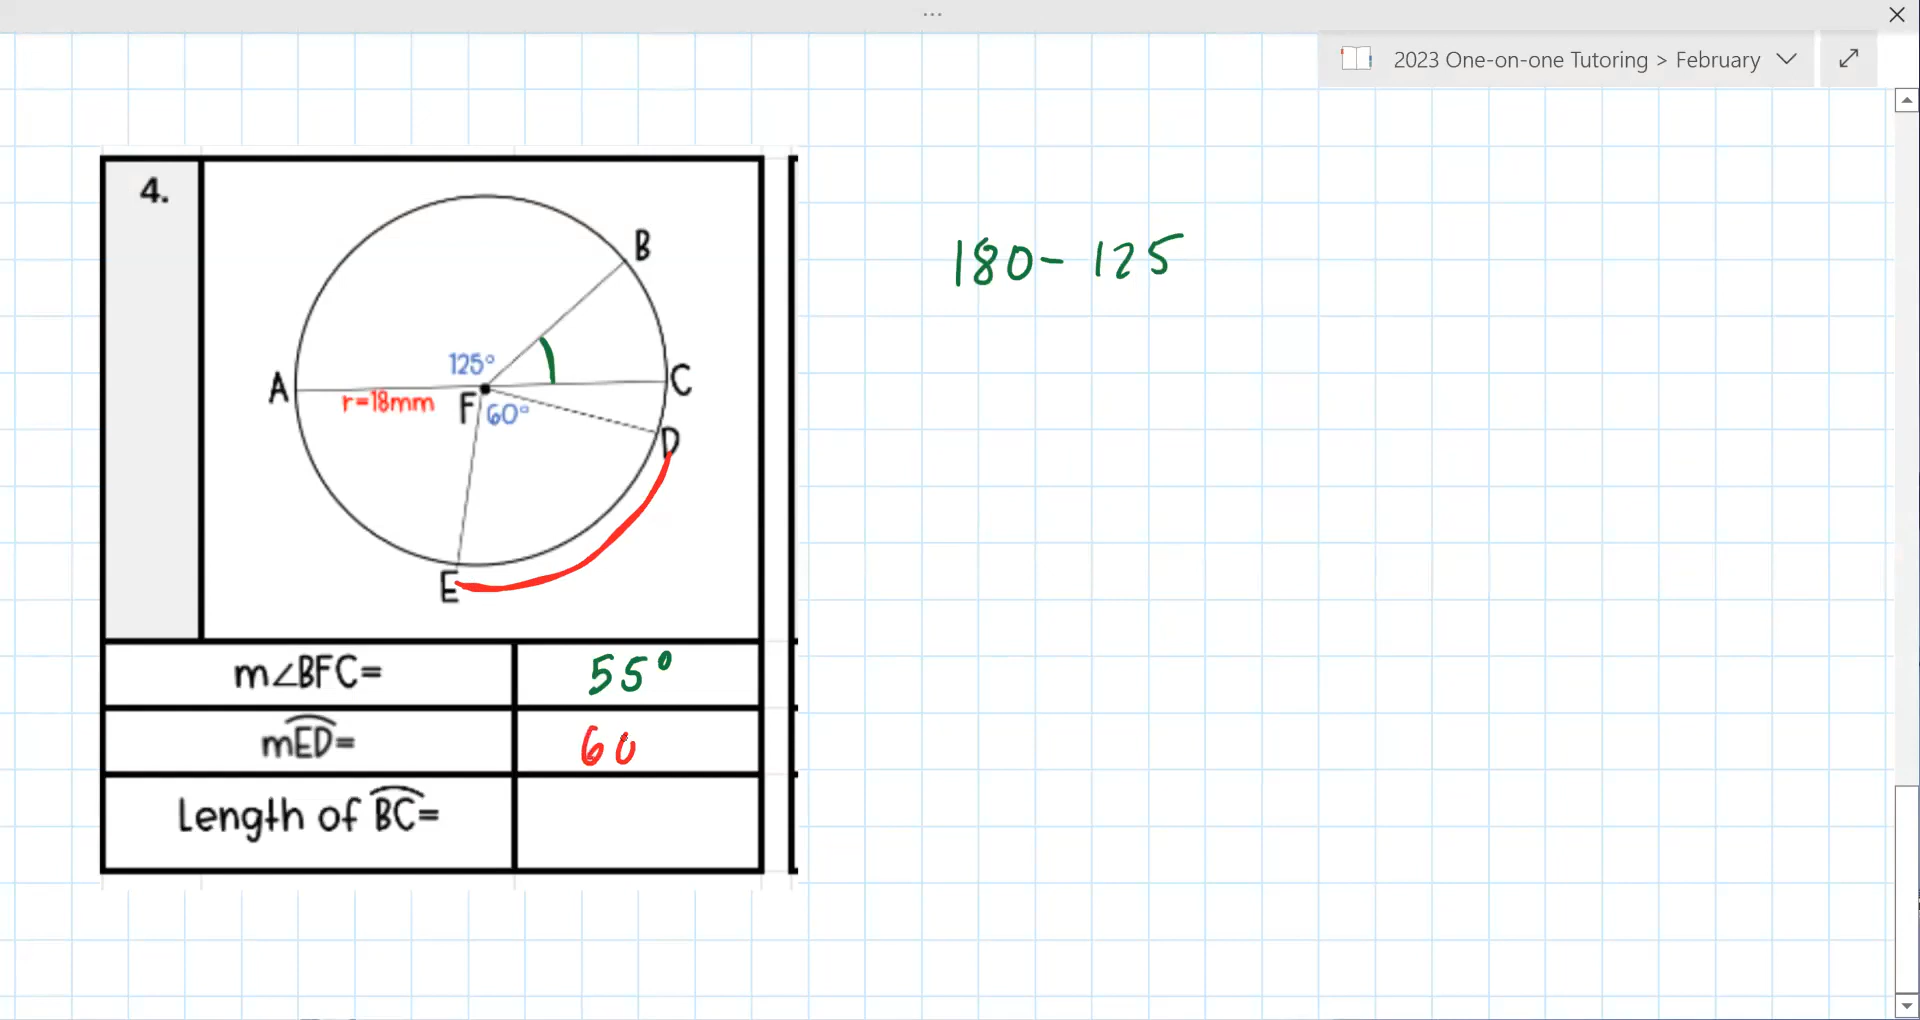 ...
2023 One-on-one Tutoring > February
4.
B
180 - 125
125°
A
C
r=18mm
F
60°
D
E
m∠BFC=
55°
mED=
60
Length of BC=